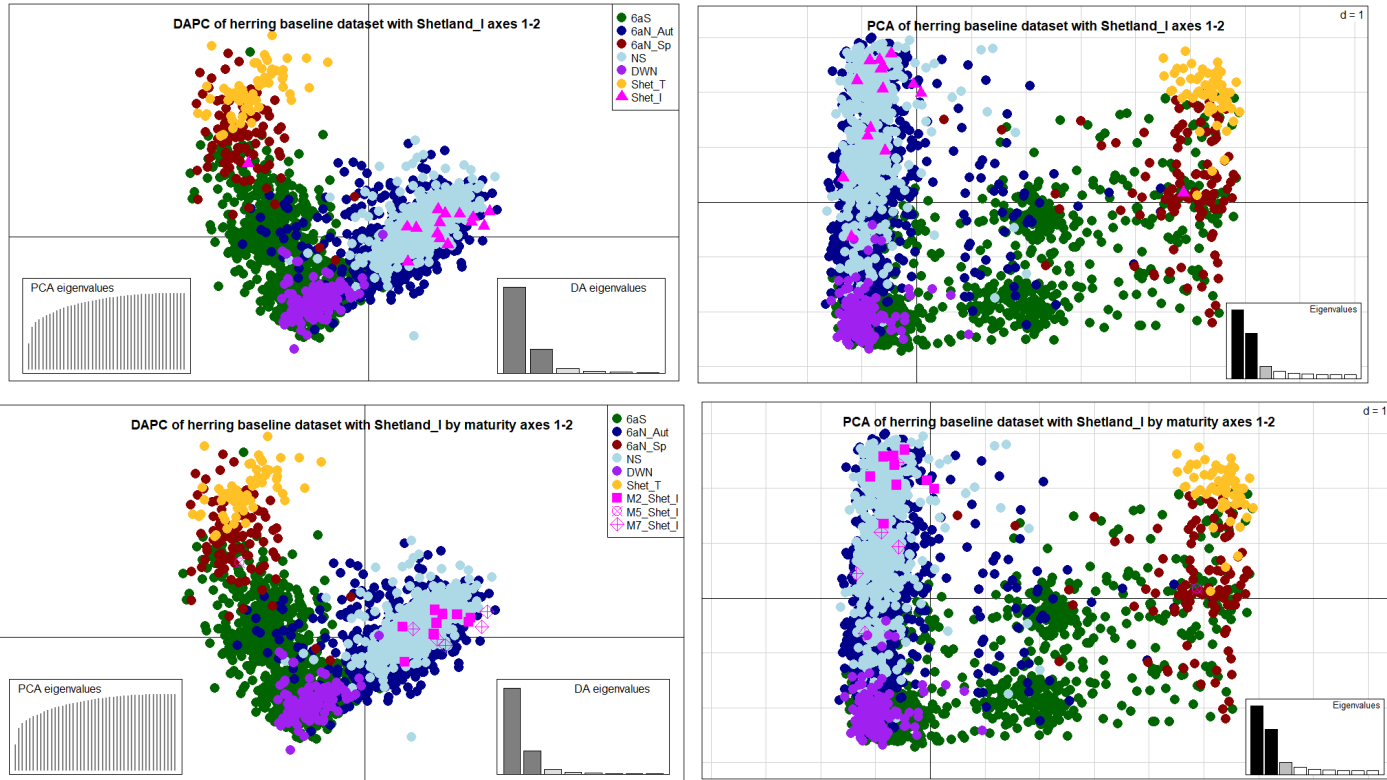 DAPC of herring baseline dataset with Shetland_I axes 1-2
6aS
6aN_Aut
6aN_Sp
NS
DWN
Shet_T
Shet_I
PCA eigenvalues
DA eigenvalues
PCA of herring baseline dataset with Shetland_I axes 1-2
d = 1
Eigenvalues
DAPC of herring baseline dataset with Shetland_I by maturity axes 1-2
6aS
6aN_Aut
6aN_Sp
NS
DWN
Shet_T
M2_Shet_I
M5_Shet_I
M7_Shet_I
PCA eigenvalues
DA eigenvalues
PCA of herring baseline dataset with Shetland_I by maturity axes 1-2
d = 1
Eigenvalues